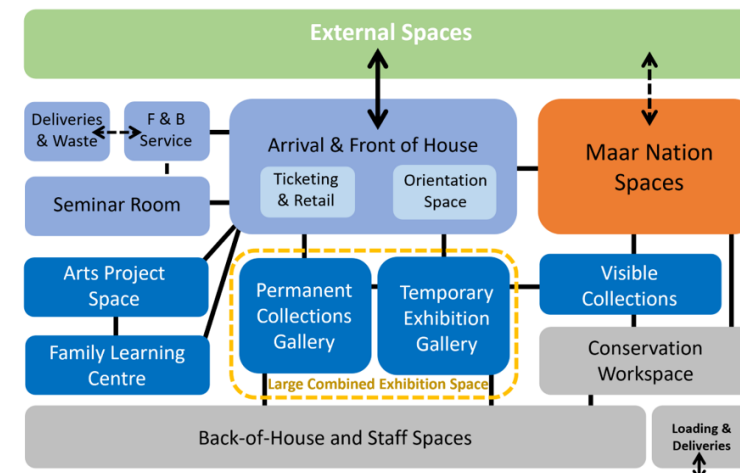 External Spaces
Deliveries
& Waste
F & B
Service
Arrival & Front of House
Ticketing
& Retail
Orientation
Space
Maar Nation
Spaces
Seminar Room
Arts Project
Space
Family Learning
Centre
Permanent
Collections
Gallery
Temporary
Exhibition
Gallery
Large Combined Exhibition Space
Visible
Collections
Conservation
Workspace
Back-of-House and Staff Spaces
Loading &
Deliveries